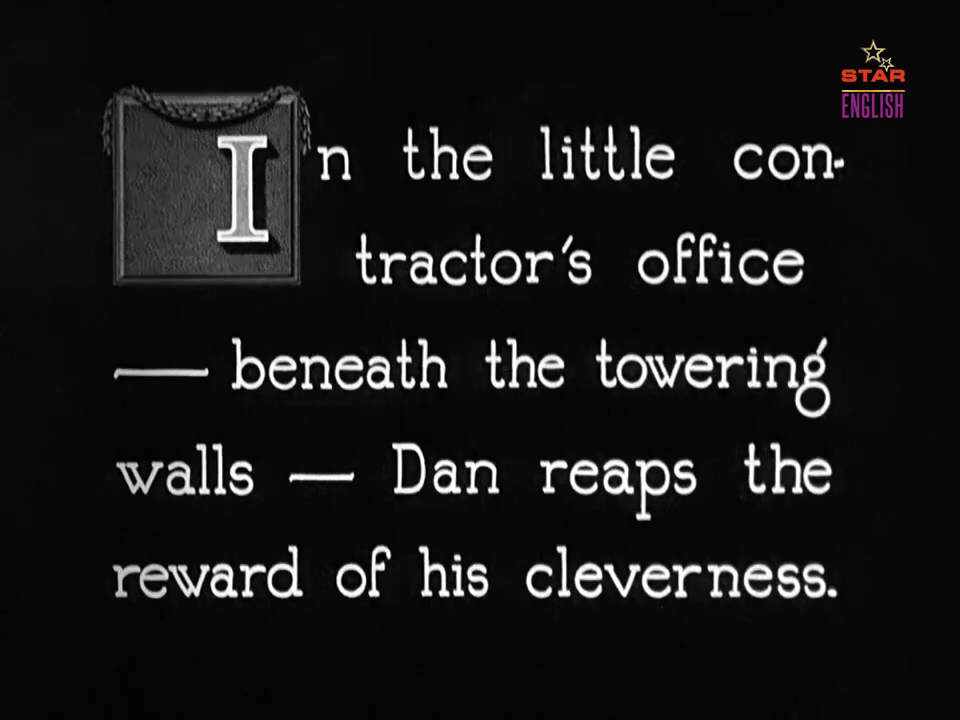 STAR
ENGLISH
In the little con-
tractor's office
— beneath the towering
walls — Dan reaps the
reward of his cleverness.